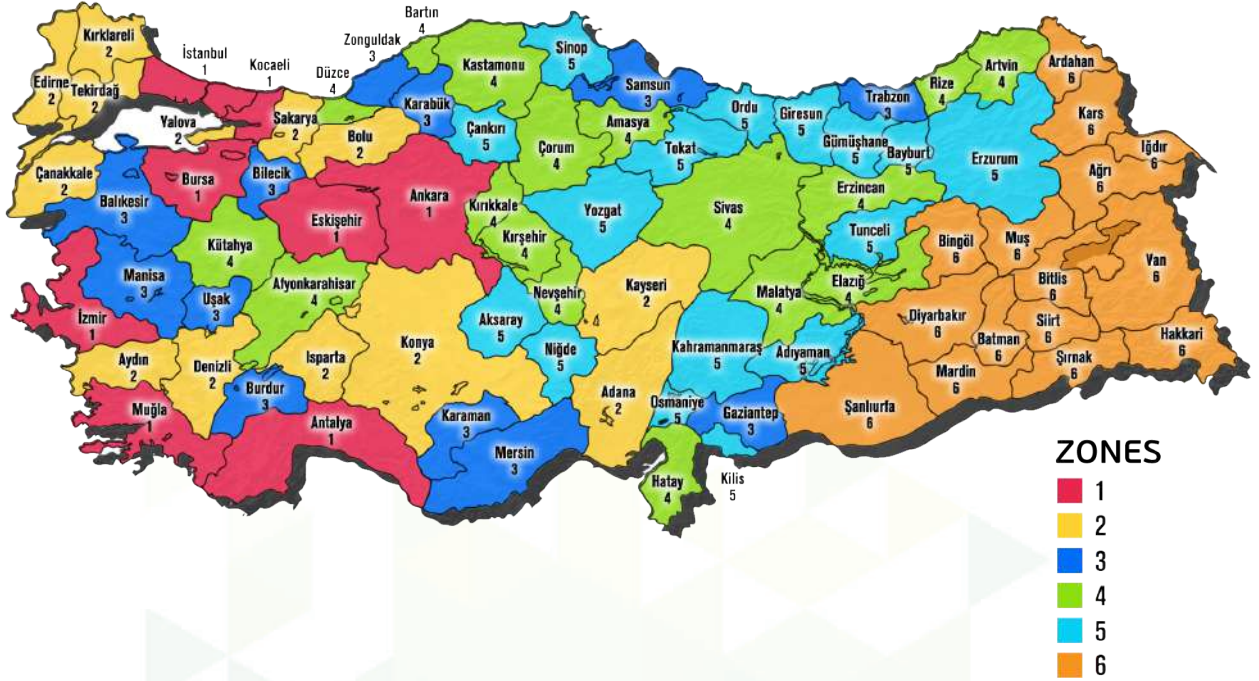 Bartın
4
Kırklareli
2
İstanbul
1
Zonguldak
3
Kastamonu
4
Sinop
5
Kocaeli
1
Düzce
4
Edirne
2
Tekirdağ
2
Samsun
3
Karabük
3
Ordu
5
Giresun
5
Trabzon
3
Rize
4
Artvin
4
Ardahan
6
Yalova
2
Sakarya
2
Bolu
2
Çankırı
5
Amasya
4
Kars
6
Çorum
4
Tokat
5
Gümüşhane
5
Bayburt
5
Erzurum
5
Iğdır
6
Çanakkale
2
Bursa
1
Bilecik
3
Ankara
1
Ağrı
6
Balıkesir
3
Eskişehir
1
Kırıkkale
4
Yozgat
5
Sivas
4
Erzincan
4
Kütahya
4
Kırşehir
4
Tunceli
5
Bingöl
6
Muş
6
Van
6
Manisa
3
Uşak
3
Afyonkarahisar
4
Nevşehir
4
Kayseri
2
Malatya
4
Elazığ
4
Bitlis
6
İzmir
1
Aksaray
5
Diyarbakır
6
Batman
6
Siirt
6
Hakkari
6
Aydın
2
Denizli
2
Isparta
2
Konya
2
Niğde
5
Kahramanmaraş
5
Adıyaman
5
Mardin
6
Şırnak
6
Burdur
3
Adana
2
Muğla
1
Antalya
1
Karaman
3
Osmaniye
5
Gaziantep
3
Şanlıurfa
6
Mersin
3
Hatay
4
Kilis
5
ZONES
1
2
3
4
5
6